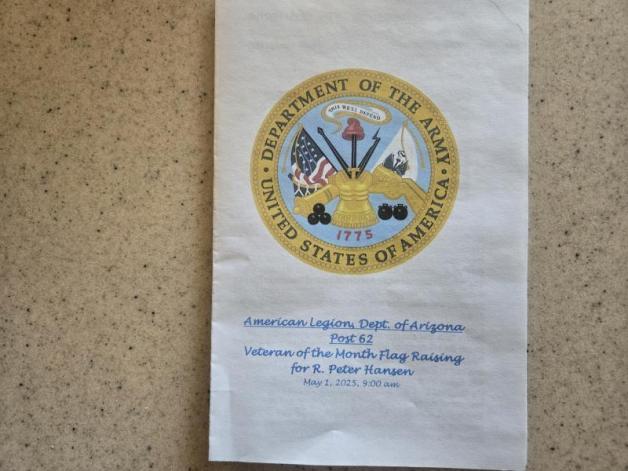 DEPARTMENT OF THE ARMY
THIS WE'LL DEFEND
1775
UNITED STATES OF AMERICA
American Legion, Dept. of Arizona
Post 62
Veteran of the Month Flag Raising
for R. Peter Hansen
May 1, 2025, 9:00 am